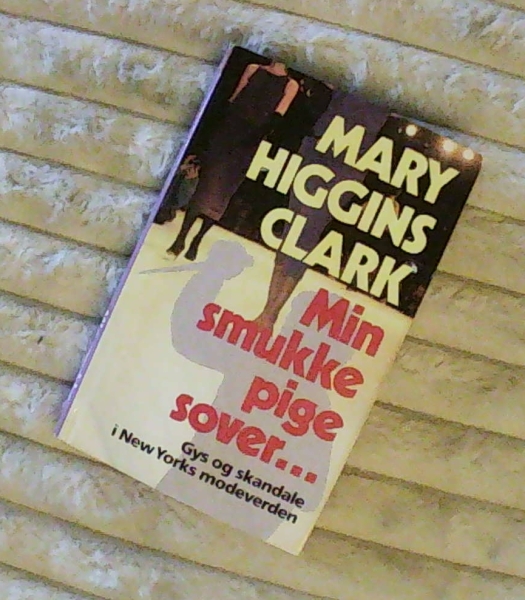 MARY
HIGGINS
CLARK
Min
smukke
pige
sover...
Gys og skandale
i New Yorks modeverden